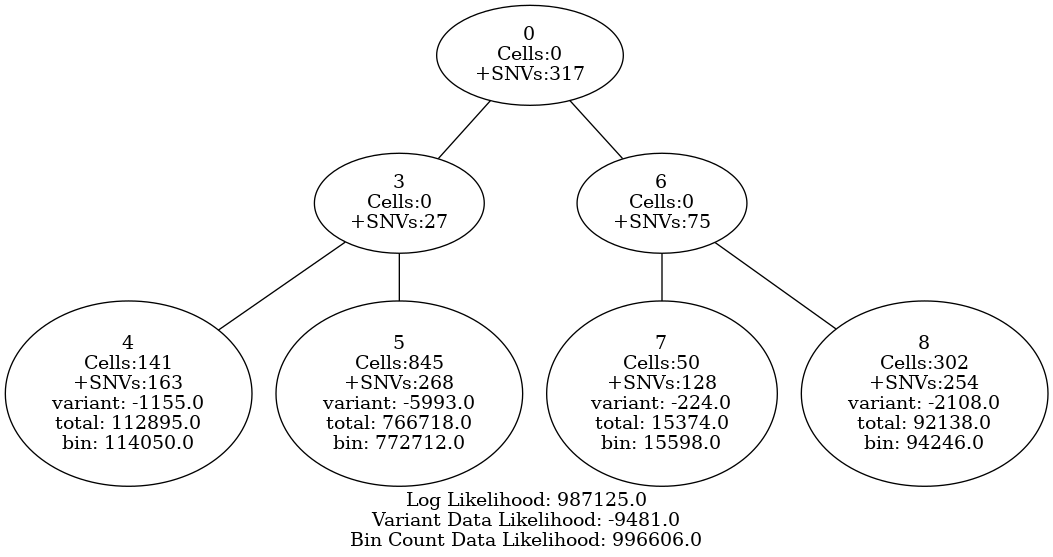 0
Cells:0
+SNVs:317
3
Cells:0
+SNVs:27
6
Cells:0
+SNVs:75
4
Cells:141
+SNVs:163
variant: -1155.0
total: 112895.0
bin: 114050.0
5
Cells:845
+SNVs:268
variant: -5993.0
total: 766718.0
bin: 772712.0
7
Cells:50
+SNVs:128
variant: -224.0
total: 15374.0
bin: 15598.0
8
Cells:302
+SNVs:254
variant: -2108.0
total: 92138.0
bin: 94246.0
Log Likelihood: 987125.0
Variant Data Likelihood: -9481.0
Bin Count Data Likelihood: 996606.0